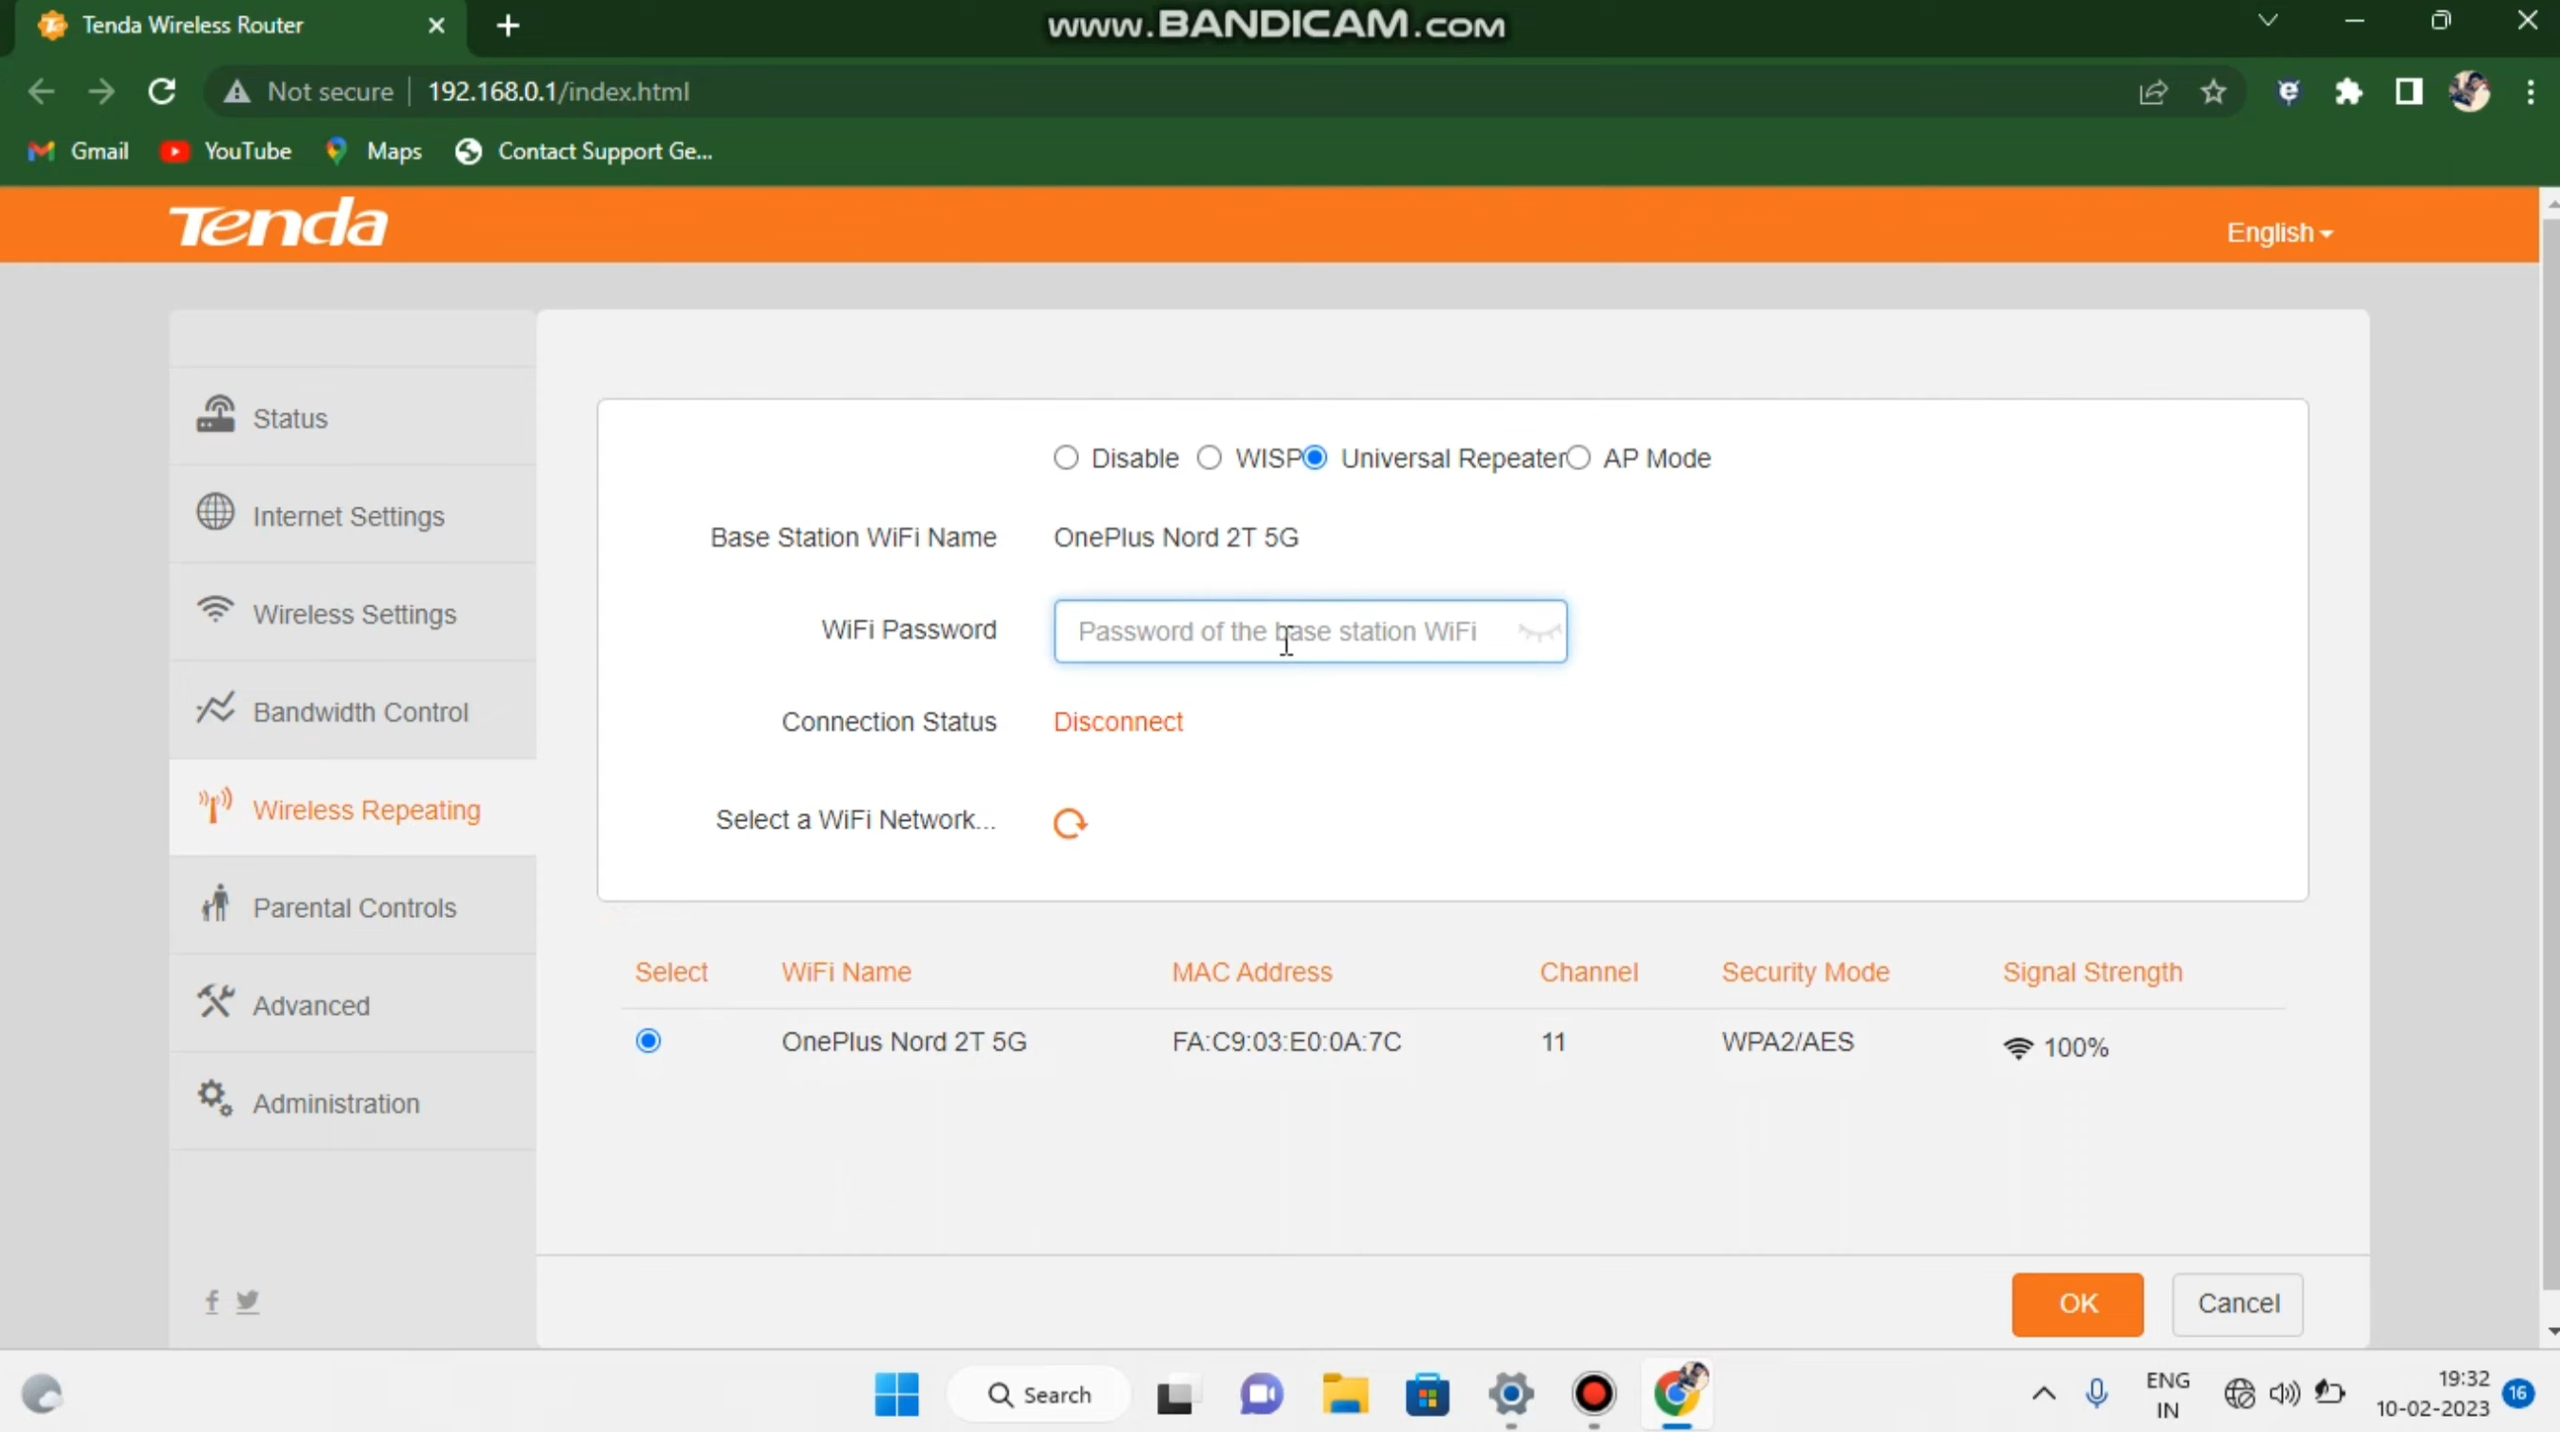 Tenda Wireless Router
www.BANDICAM.com
Not secure 192.168.0.1/index.html
Gmail YouTube Maps Contact Support Ge...
Tenda
English
Status
Internet Settings
Wireless Settings
Bandwidth Control
Wireless Repeating
Parental Controls
Advanced
Administration
Disable WISP Universal Repeater AP Mode
Base Station WiFi Name OnePlus Nord 2T 5G
WiFi Password Password of the base station WiFi
Connection Status Disconnect
Select a WiFi Network...
Select WiFi Name MAC Address Channel Security Mode Signal Strength
OnePlus Nord 2T 5G FA:C9:03:E0:0A:7C 11 WPA2/AES 100%
OK Cancel
Search
ENG
IN
19:32
10-02-2023
16